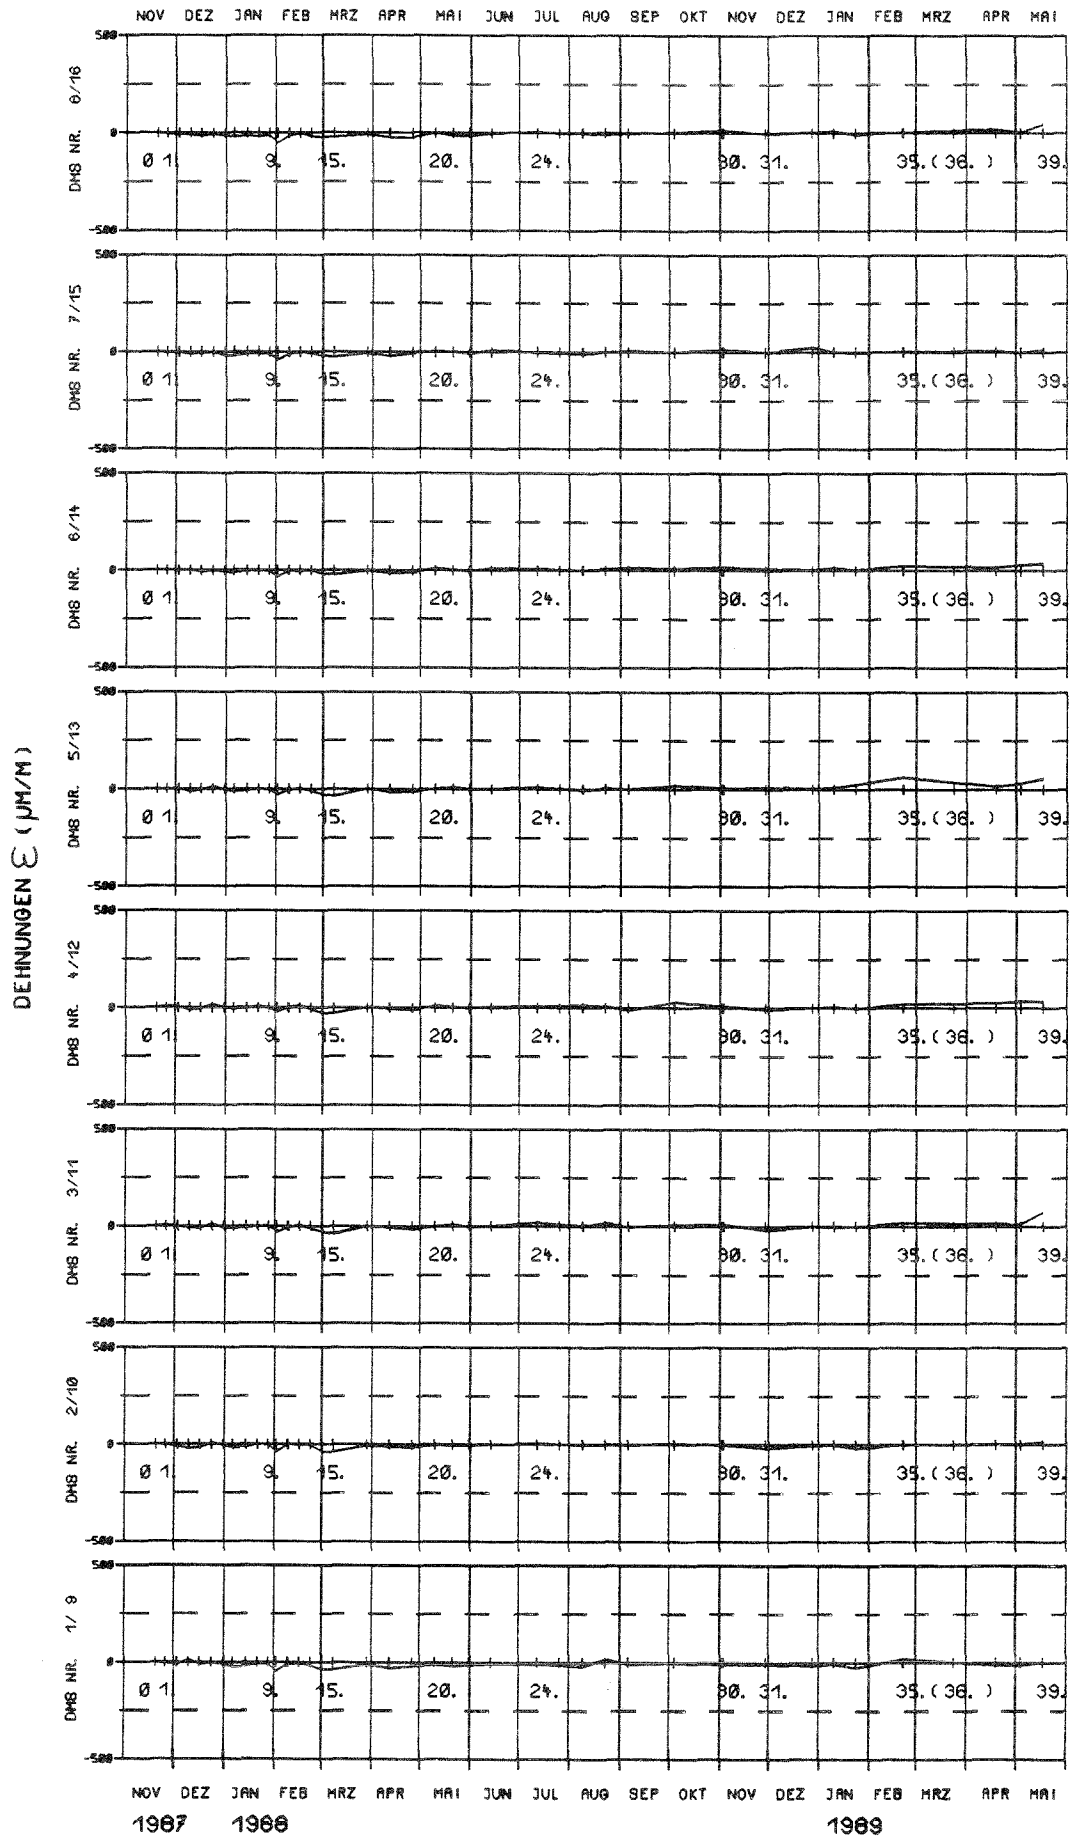 NOV DEZ JAN FEB MRZ APR MAI JUN JUL AUG SEP OKT NOV DEZ JAN FEB MRZ APR MAI
DEHNUNGEN Ɛ (µM/M)
500
DMS NR. 8/16
0
0 1 9. 15. 20. 24. 30. 31. 35.(36. ) 39.
-500
500
DMS NR. 7/15
0
0 1 9. 15. 20. 24. 30. 31. 35.(36. ) 39.
-500
500
DMS NR. 6/14
0
0 1 9. 15. 20. 24. 30. 31. 35.(36. ) 39.
-500
500
DMS NR. 5/13
0
0 1 9. 15. 20. 24. 30. 31. 35.(36. ) 39.
-500
500
DMS NR. 4/12
0
0 1 9. 15. 20. 24. 30. 31. 35.(36. ) 39.
-500
500
DMS NR. 3/11
0
0 1 9. 15. 20. 24. 30. 31. 35.(36. ) 39.
-500
500
DMS NR. 2/10
0
0 1 9. 15. 20. 24. 30. 31. 35.(36. ) 39.
-500
500
DMS NR. 1/ 9
0
0 1 9. 15. 20. 24. 30. 31. 35.(36. ) 39.
-500
NOV DEZ JAN FEB MRZ APR MAI JUN JUL AUG SEP OKT NOV DEZ JAN FEB MRZ APR MAI
1987 1988 1989